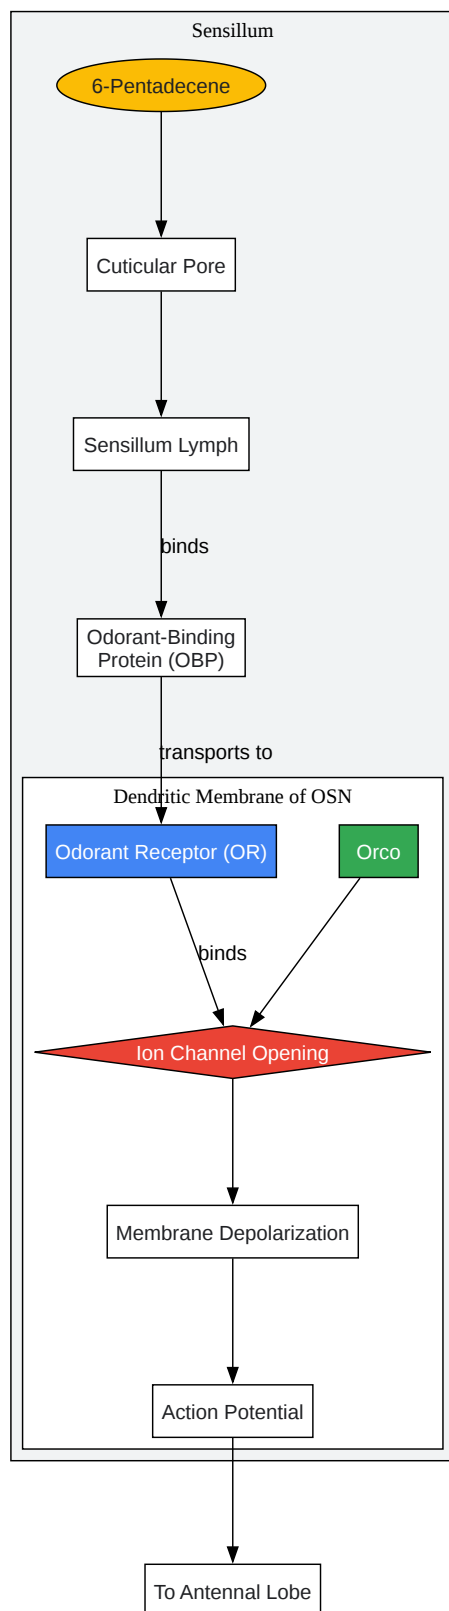 Sensillum
6-Pentadecene
Cuticular Pore
Sensillum Lymph
binds
Odorant-Binding
Protein (OBP)
transports to
Dendritic Membrane of OSN
Odorant Receptor (OR)
Orco
binds
Ion Channel Opening
Membrane Depolarization
Action Potential
To Antennal Lobe